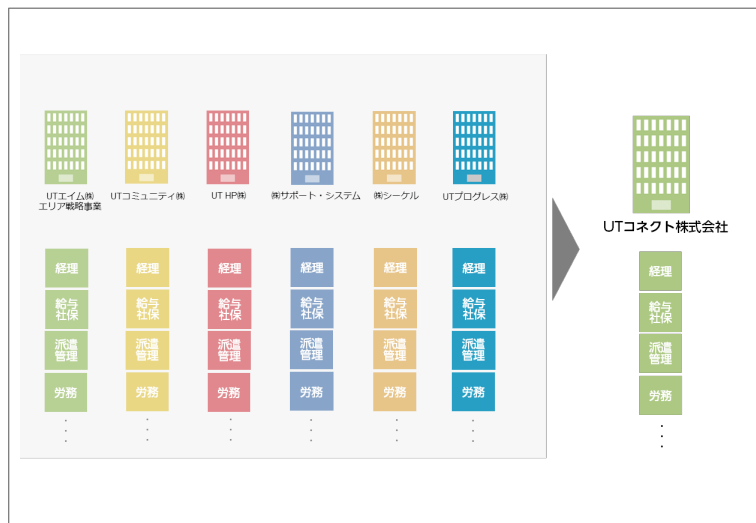 UTエイム㈱
エリア戦略事業
UTコミュニティ㈱
UT HP㈱
㈱サポート・システム
㈱シーケル
UTプログレス㈱
経理
給与
社保
派遣
管理
労務
経理
給与
社保
派遣
管理
労務
経理
給与
社保
派遣
管理
労務
経理
給与
社保
派遣
管理
労務
経理
給与
社保
派遣
管理
労務
経理
給与
社保
派遣
管理
労務
UTコネクト株式会社
経理
給与
社保
派遣
管理
労務